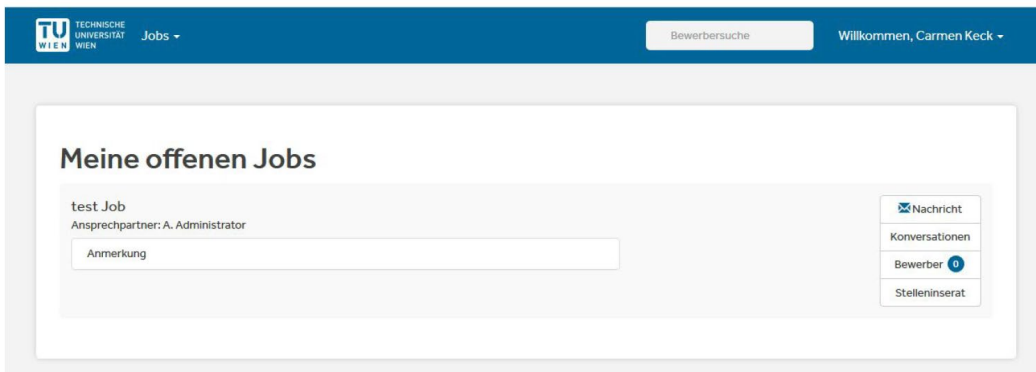 TU
WIEN
TECHNISCHE
UNIVERSITÄT
WIEN
Jobs
Bewerbersuche
Willkommen, Carmen Keck
Meine offenen Jobs
test Job
Ansprechpartner: A. Administrator
Anmerkung
Nachricht
Konversationen
Bewerber 0
Stelleninserat